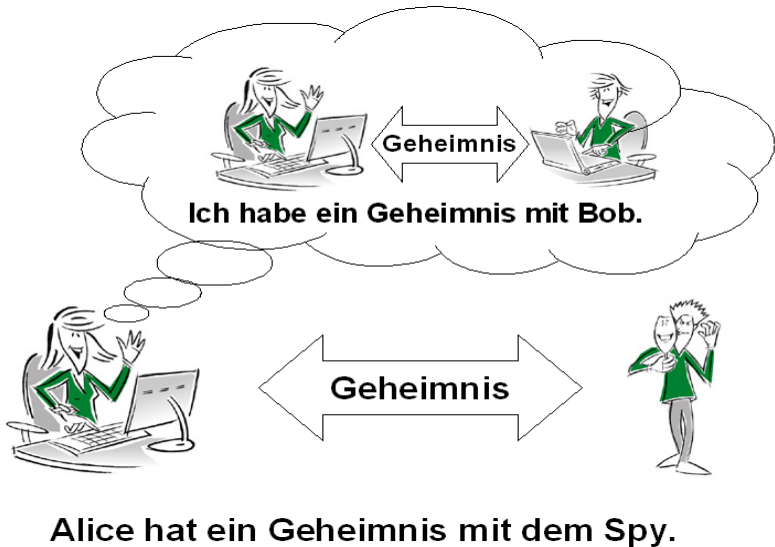 Geheimnis
Ich habe ein Geheimnis mit Bob.
Geheimnis
Alice hat ein Geheimnis mit dem Spy.